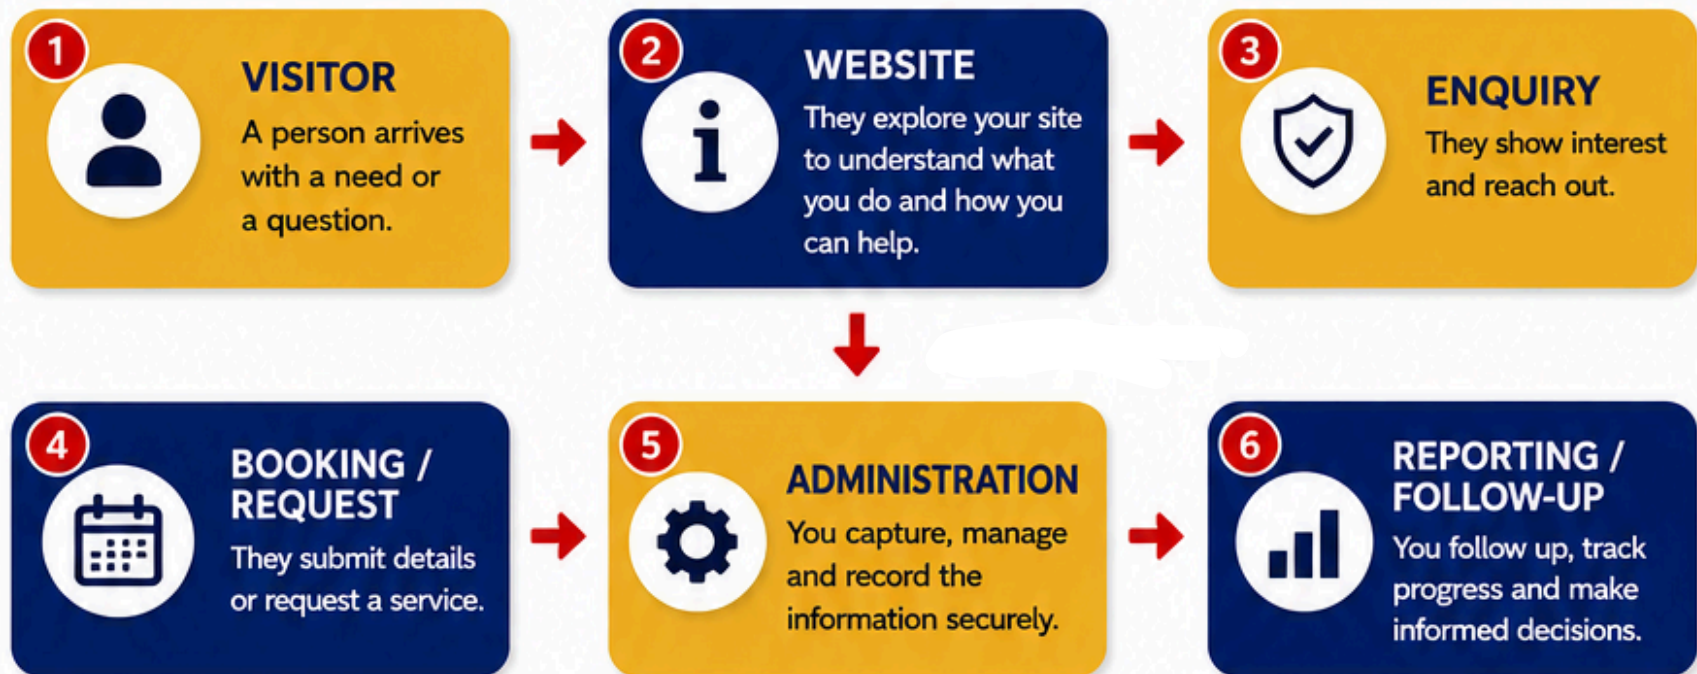 1
VISITOR
A person arrives
with a need or
a question.
2
WEBSITE
They explore your site
to understand what
you do and how you
can help.
3
ENQUIRY
They show interest
and reach out.
4
BOOKING /
REQUEST
They submit details
or request a service.
5
ADMINISTRATION
You capture, manage
and record the
information securely.
6
REPORTING /
FOLLOW-UP
You follow up, track
progress and make
informed decisions.